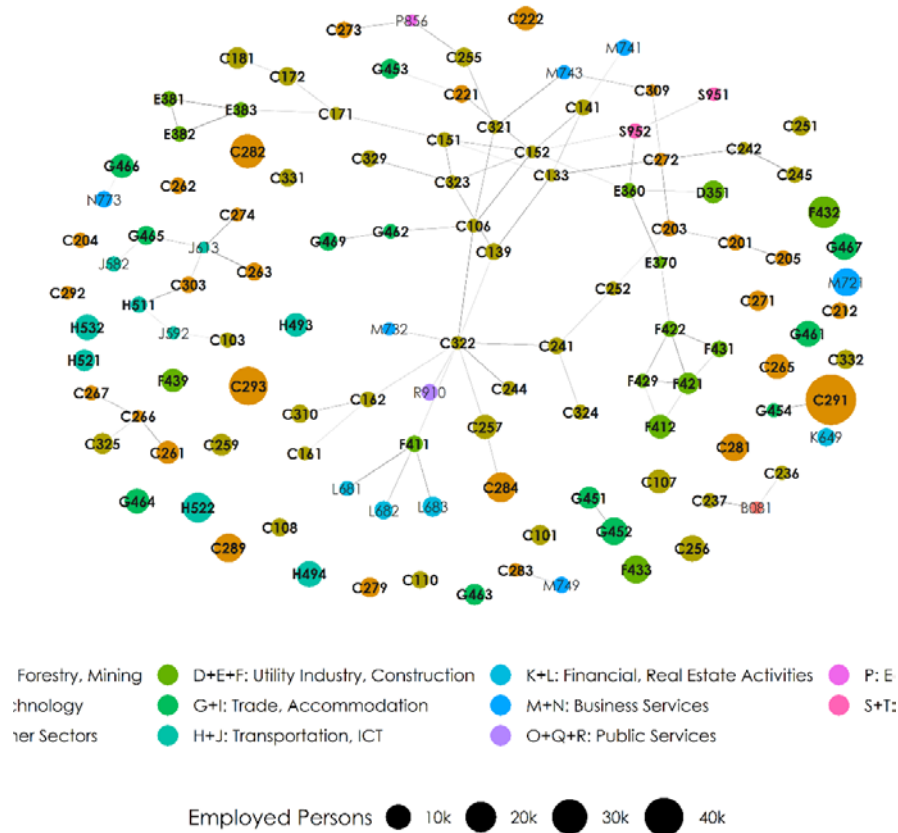 P856
C222
C273
M741
C181
C255
G453
M743
C172
C221
C309
S951
E381
E383
C141
C171
C321
C251
E382
C151
S952
C282
C152
C242
C329
C272
G466
C331
C323
C133
C245
C262
E360
D351
N773
C274
F432
C106
C203
G465
G462
C204
G469
J613
C139
C201
G467
J582
C263
E370
C205
C303
C252
M721
C292
C271
H511
C212
H532
H493
M732
F422
J592
G461
C103
C322
C241
F431
H521
C332
C265
F439
F429
F421
C293
C244
C267
R910
C162
C291
C266
C310
C324
G454
C257
F412
C325
C259
F411
K649
C261
C161
C281
C236
L681
C284
C107
G464
G451
C237
H522
L682
L683
B081
C108
G452
C101
C289
C256
H494
C283
F433
C279
C110
M749
G463
Forestry, Mining
D+E+F: Utility Industry, Construction
K+L: Financial, Real Estate Activities
P: E
chnology
G+I: Trade, Accommodation
M+N: Business Services
S+T:
her Sectors
H+J: Transportation, ICT
O+Q+R: Public Services
Employed Persons 10k 20k 30k 40k